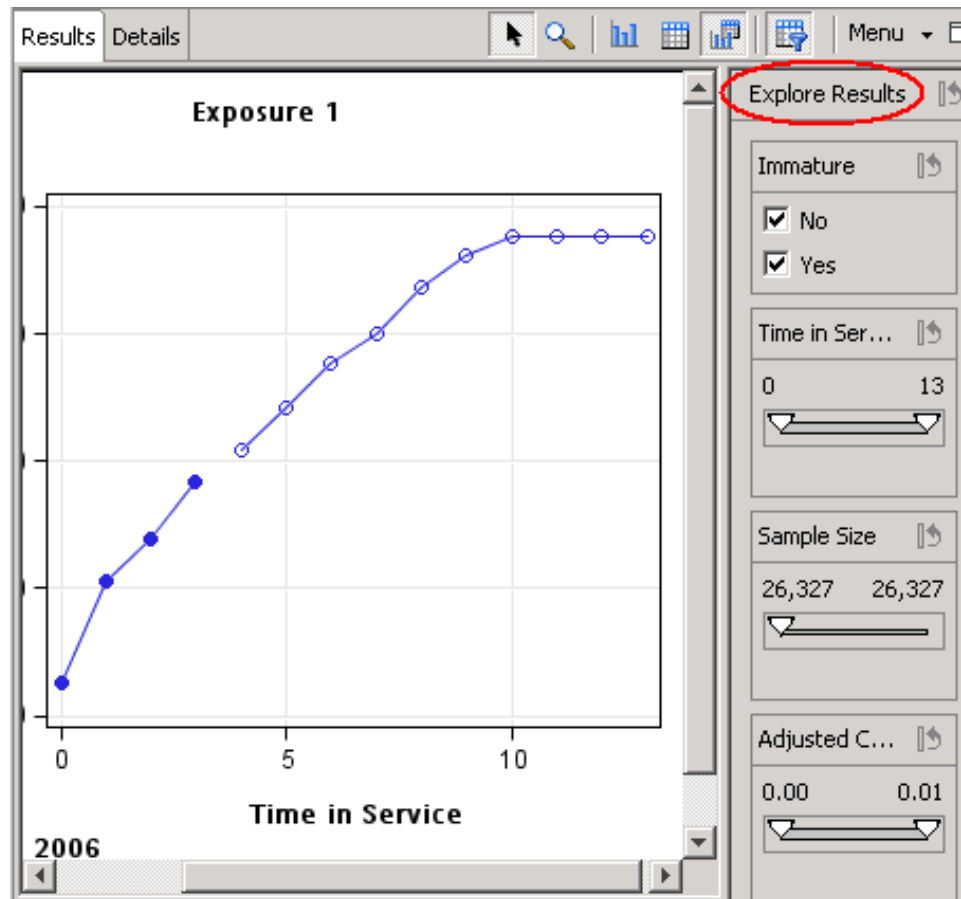 Results Details Menu
Explore Results
Exposure 1
Immature
No
Yes
Time in Ser...
0 13
Sample Size
26,327 26,327
Adjusted C...
0.00 0.01
0 5 10
Time in Service
2006